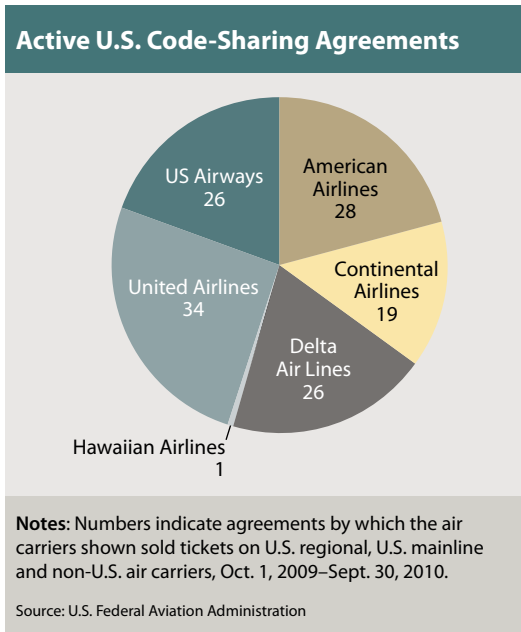 Active U.S. Code-Sharing Agreements
US Airways
26
American
Airlines
28
Continental
Airlines
19
United Airlines
34
Delta
Air Lines
26
Hawaiian Airlines
1
Notes: Numbers indicate agreements by which the air
carriers shown sold tickets on U.S. regional, U.S. mainline
and non-U.S. air carriers, Oct. 1, 2009–Sept. 30, 2010.
Source: U.S. Federal Aviation Administration